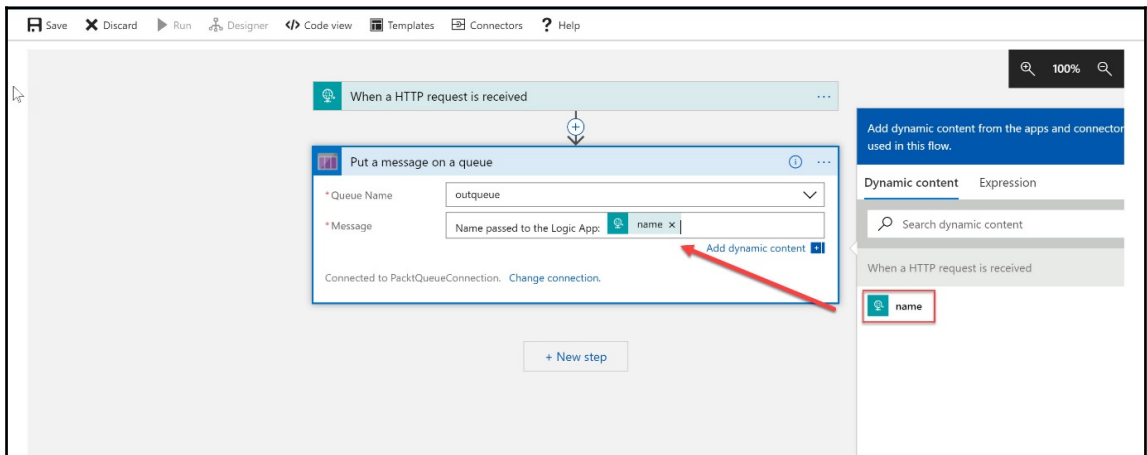 Save Discard Run Designer </> Code view Templates Connectors ? Help
100%
When a HTTP request is received ...
Put a message on a queue ...
* Queue Name outqueue
* Message Name passed to the Logic App: name x
Add dynamic content
Connected to PacktQueueConnection. Change connection.
+ New step
Add dynamic content from the apps and connector
used in this flow.
Dynamic content Expression
Search dynamic content
When a HTTP request is received
name